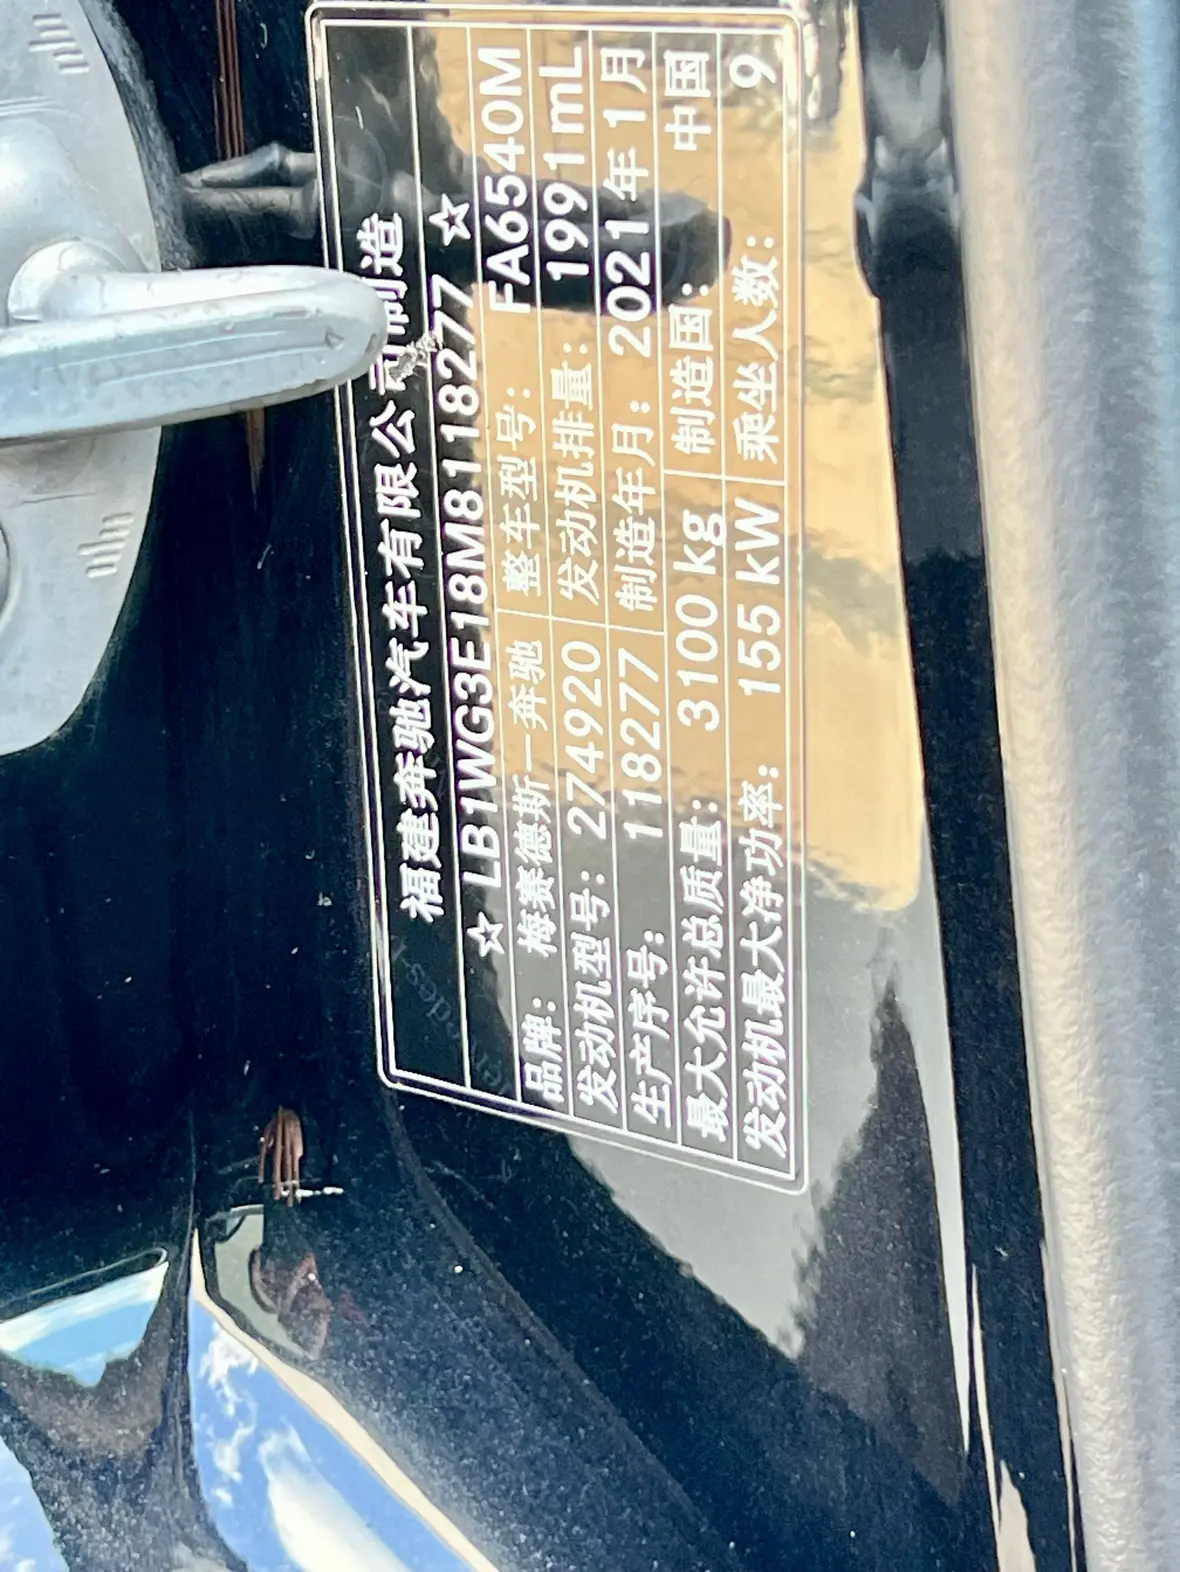 福建奔驰汽车有限公司制造
☆ LB1WG3E18M8118277 ☆
品牌： 梅赛德斯－奔驰 整车型号： FA6540M
发动机型号： 274920 发动机排量： 1991 mL
生产序号： 118277 制造年月： 2021 年 1 月
最大允许总质量： 3100 kg 制造国： 中国
发动机最大净功率： 155 kW 乘坐人数： 9